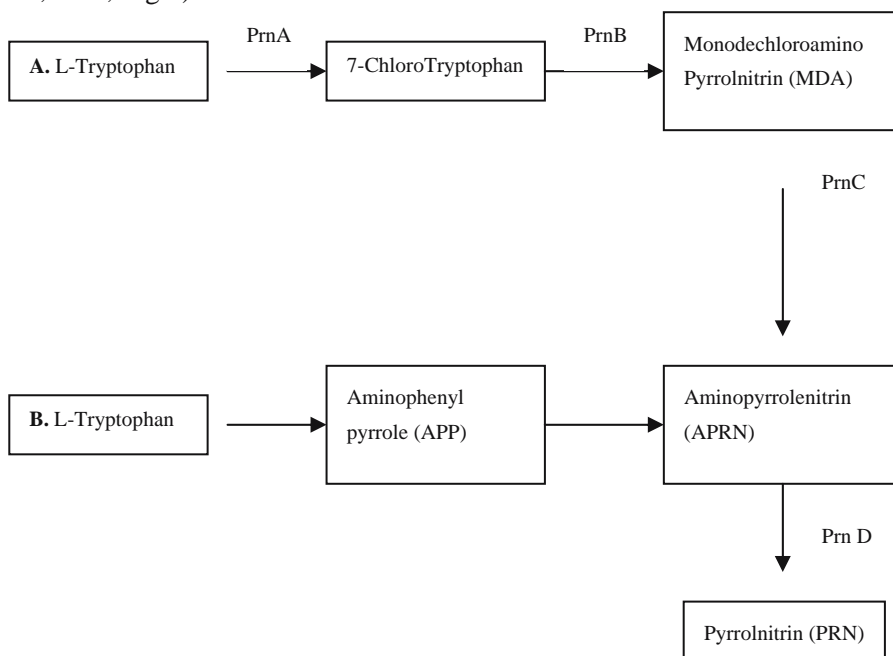 PrnA
PrnB
A. L-Tryptophan
7-ChloroTryptophan
Monodechloroamino
Pyrrolnitrin (MDA)
PrnC
B. L-Tryptophan
Aminophenyl
pyrrole (APP)
Aminopyrrolenitrin
(APRN)
Prn D
Pyrrolnitrin (PRN)